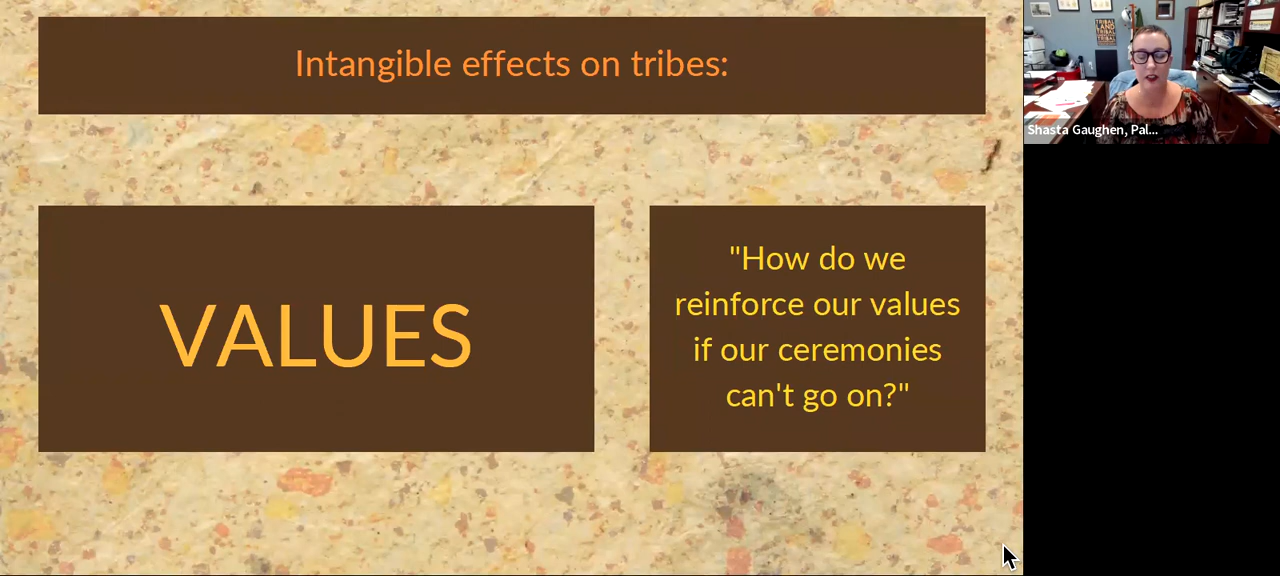 Intangible effects on tribes:
VALUES
"How do we
reinforce our values
if our ceremonies
can't go on?"
Shasta Gaughen, Pal...